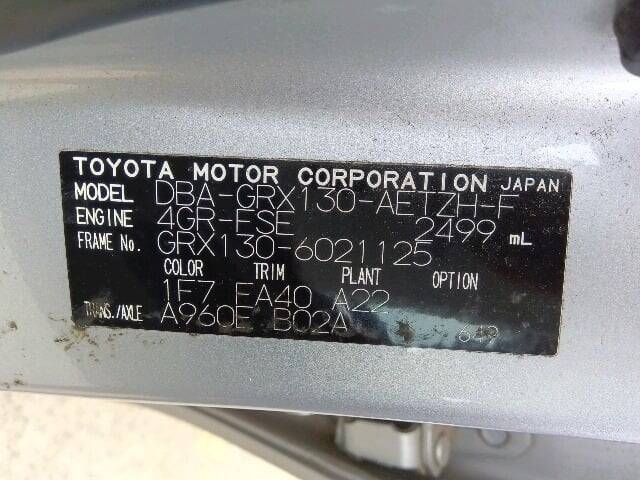 TOYOTA MOTOR CORPORATION JAPAN
MODEL DBA-GRX130-AETZH-F
ENGINE 4GR-FSE 2499 mL
FRAME No. GRX130-6021125
COLOR TRIM PLANT OPTION
1F7 EA40 A22
TRANS./AXLE A960E B02A
649